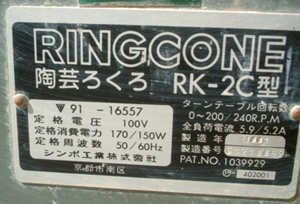 RINGCONE
陶芸ろくろ RK-2C型
▽91-16557
定格電圧 100V
定格消費電力 170/150W
定格周波数 50/60Hz
シンポ工業株式会社
京都市南区
ターンテーブル回転数
0~200/240R.P.M
全負荷電流 5.9/5.2A
製造年
製造番号
PAT.NO.1039929
402001